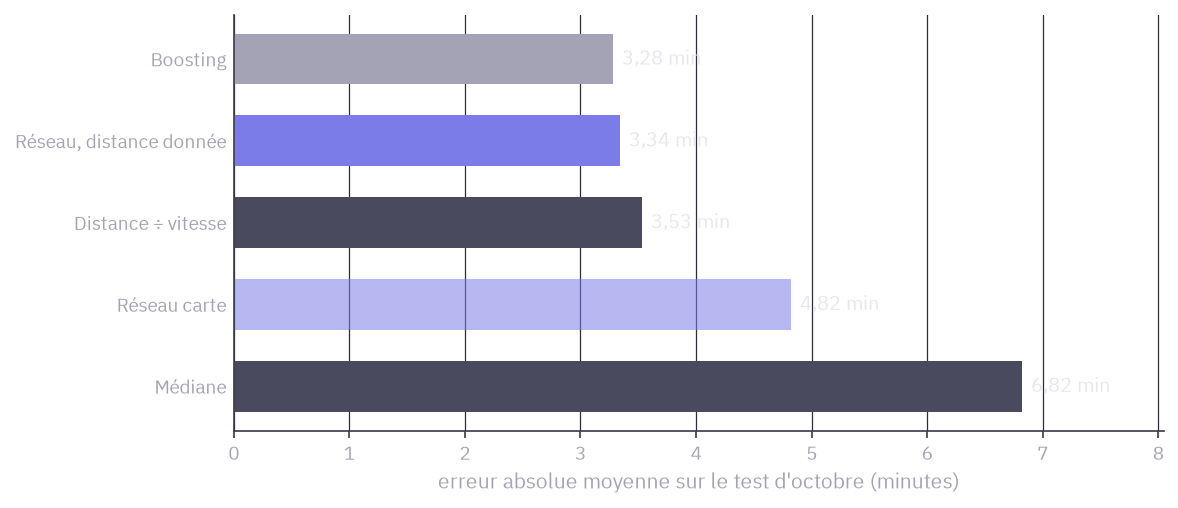 Boosting
3,28 min
Réseau, distance donnée
3,34 min
Distance ÷ vitesse
3,53 min
Réseau carte
4,82 min
Médiane
6,82 min
0 1 2 3 4 5 6 7 8
erreur absolue moyenne sur le test d'octobre (minutes)